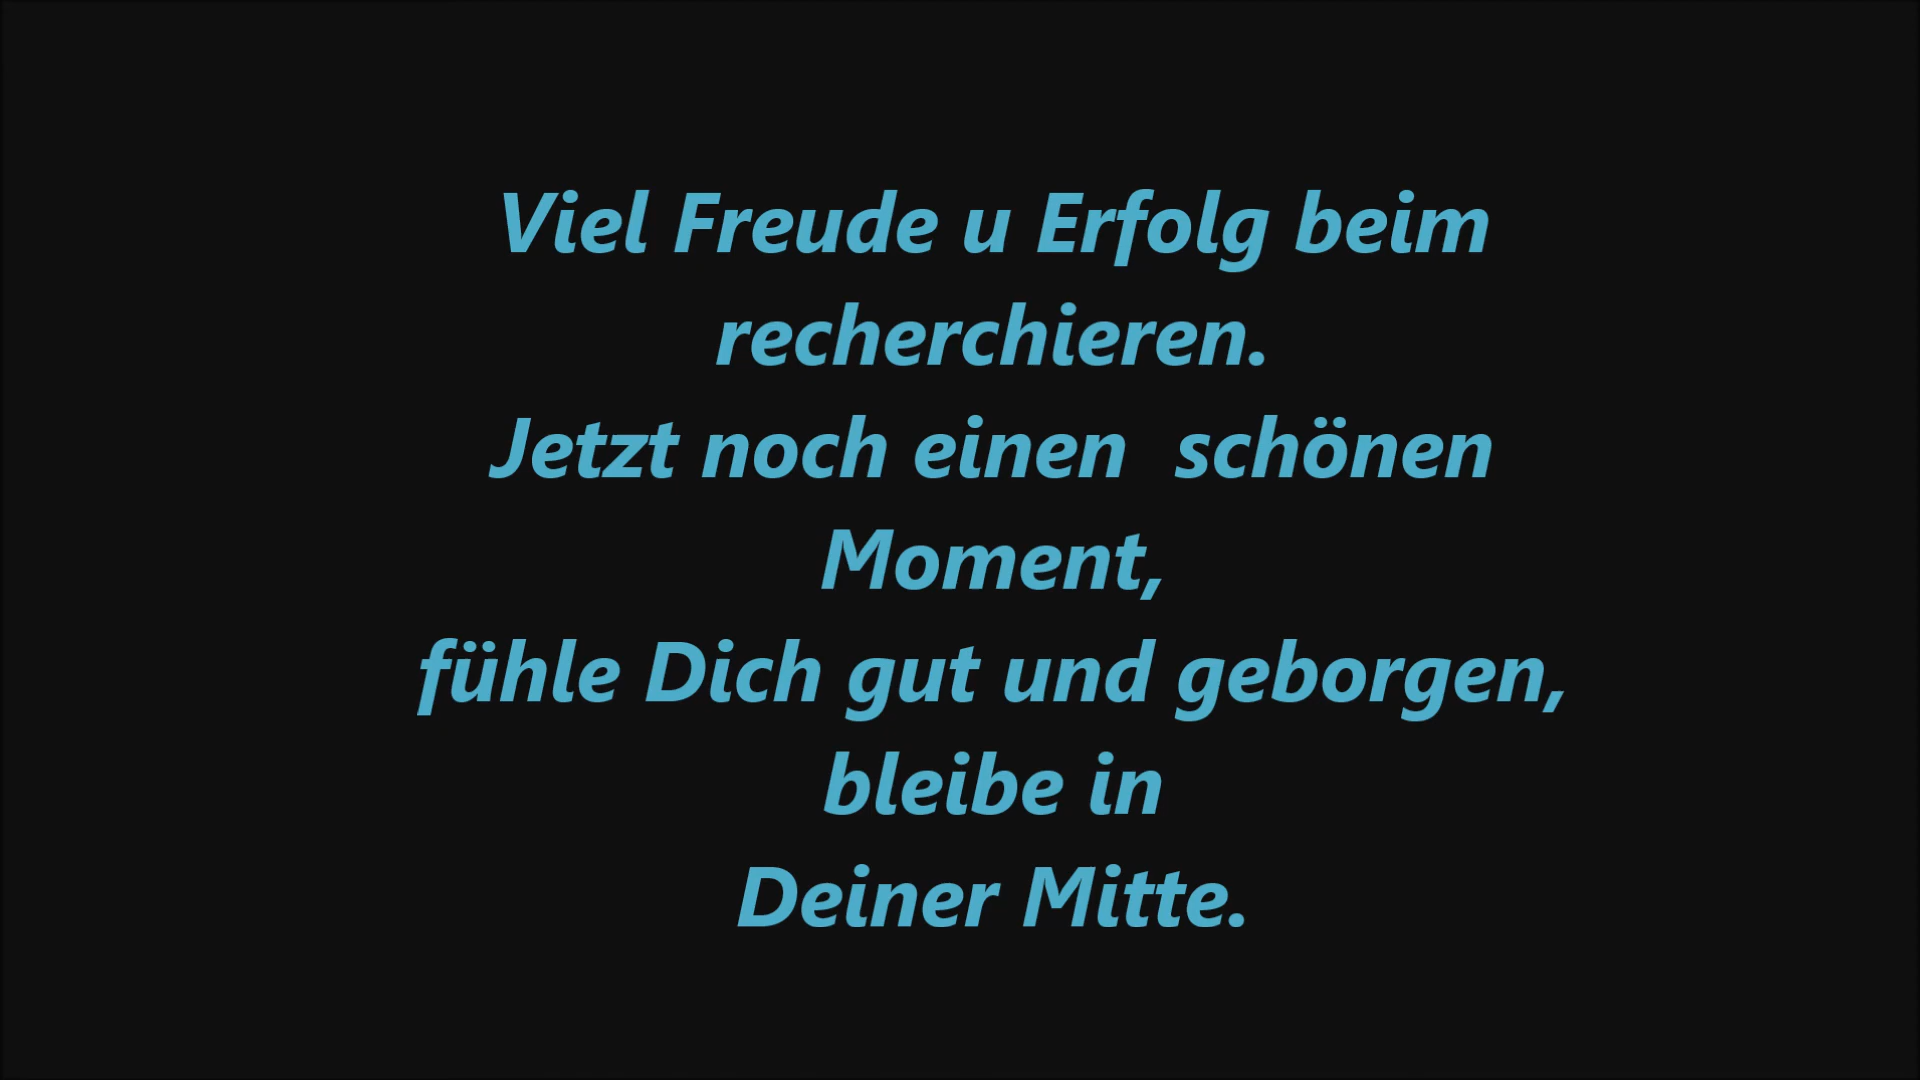 Viel Freude u Erfolg beim
recherchieren.
Jetzt noch einen  schönen
Moment,
fühle Dich gut und geborgen,
bleibe in
Deiner Mitte.